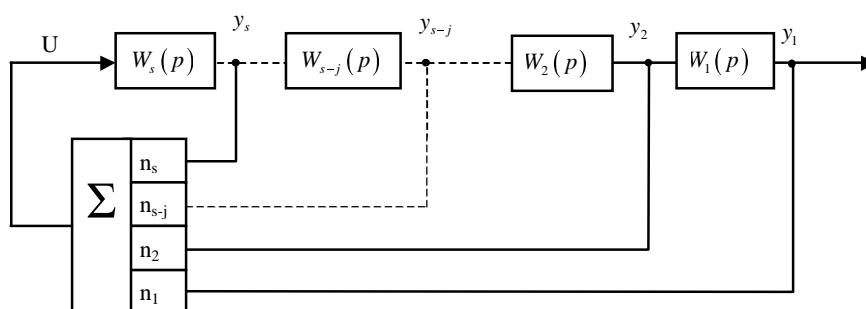 U
y_s
y_{s-j}
y_2
y_1
W_s(p)
W_{s-j}(p)
W_2(p)
W_1(p)
Σ
n_s
n_{s-j}
n_2
n_1